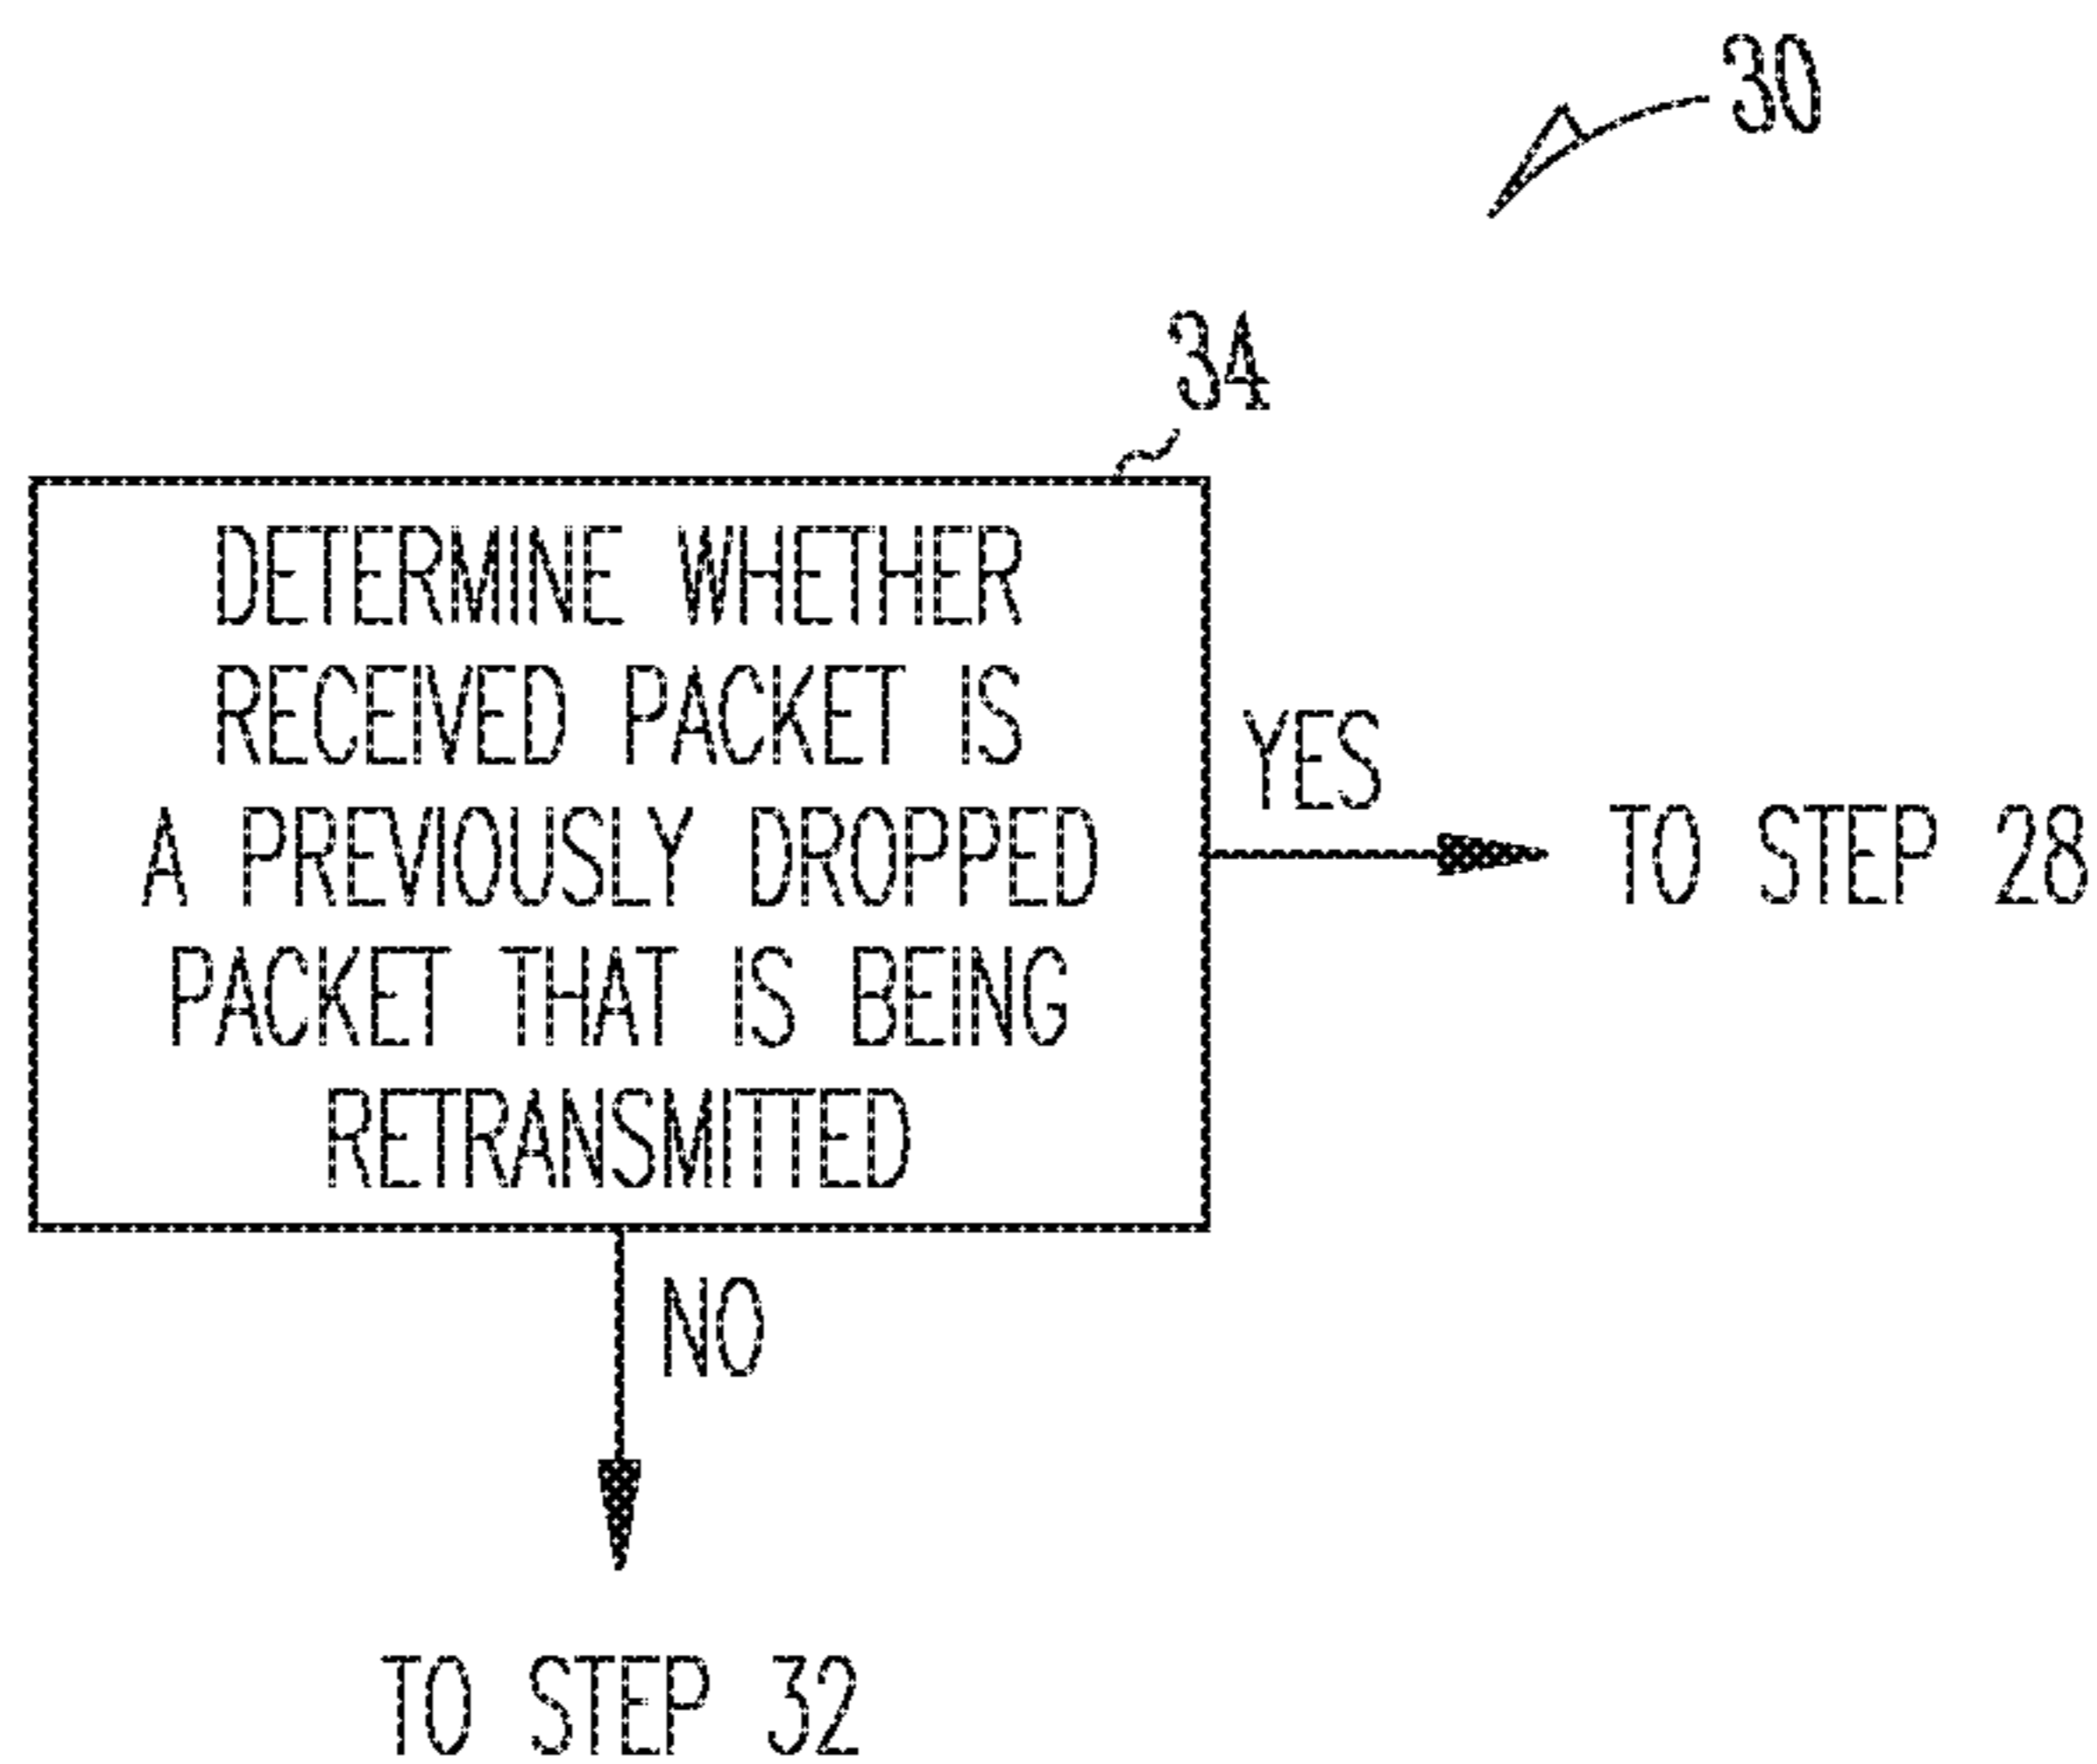 30
34
DETERMINE WHETHER
RECEIVED PACKET IS
A PREVIOUSLY DROPPED
PACKET THAT IS BEING
RETRANSMITTED
YES
TO STEP 28
NO
TO STEP 32